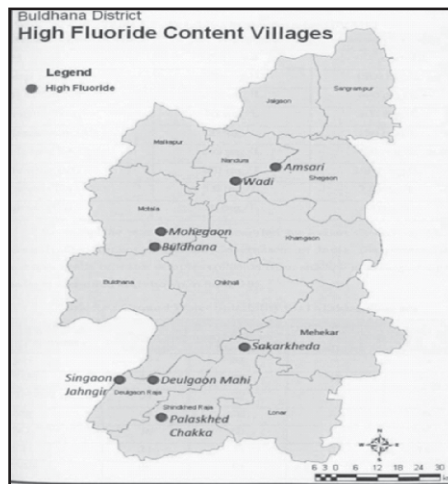 Buldhana District
High Fluoride Content Villages
Legend
High Fluoride
Jalgaon
Sangrampur
Malkapur
Nandura
Amsari
Wadi
Shegaon
Motala
Mohegaon
Buldhana
Khamgaon
Buldhana
Chikhali
Mehekar
Sakarkheda
Singaon
Jahngir
Deulgaon Mahi
Deulgaon Raja
Shindkhed Raja
Lonar
Palaskhed
Chakka
6 3 0 6 12 18 24 30